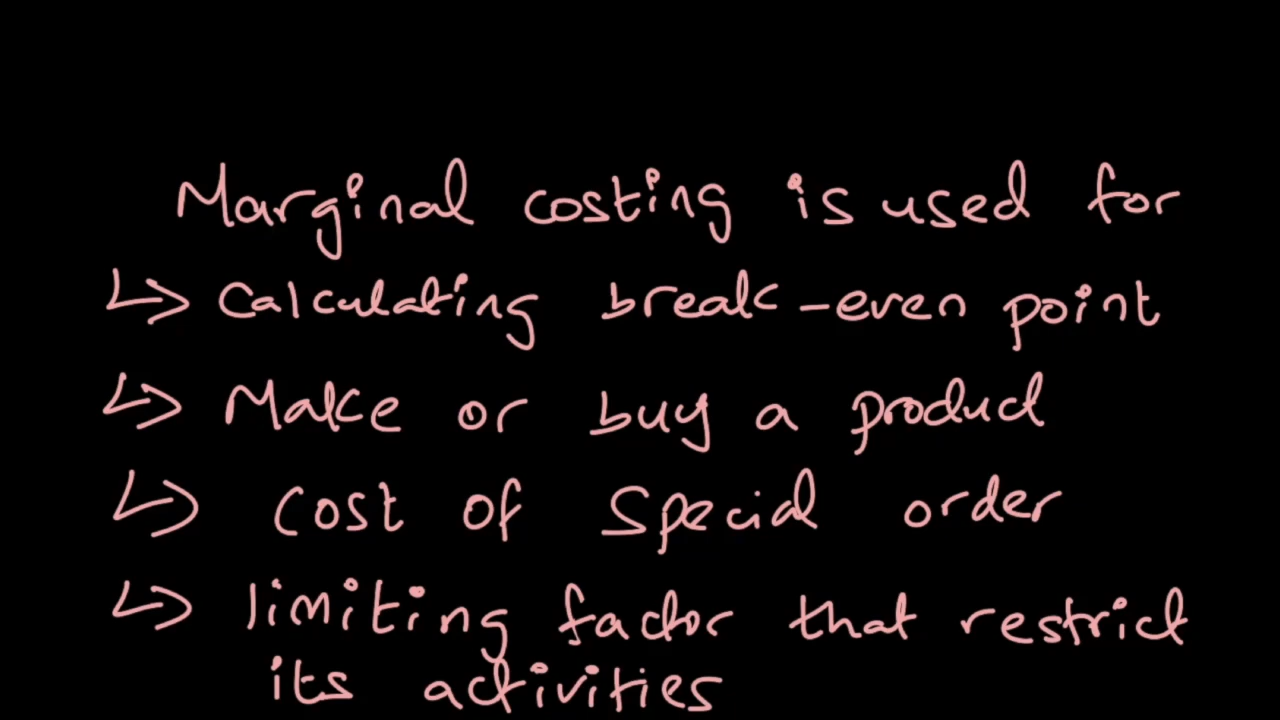 Marginal costing is used for
↳ Calculating break-even point
↳ Make or buy a product
↳ Cost of Special order
↳ limiting factor that restrict
its activities